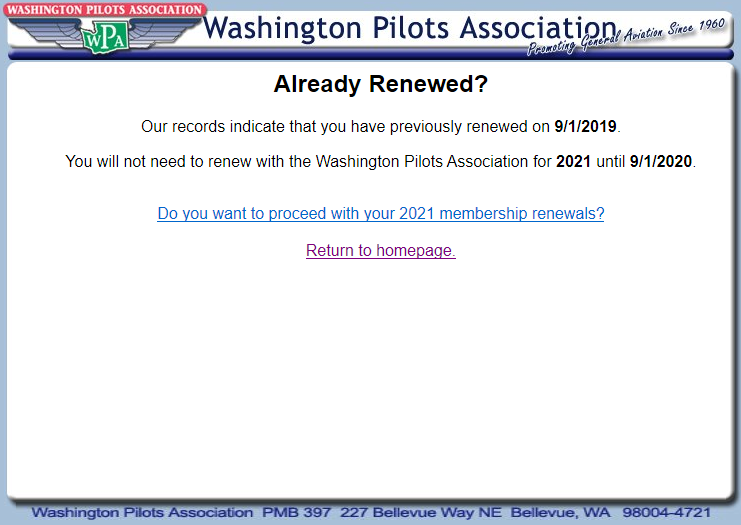 WASHINGTON PILOTS ASSOCIATION
WPA
Washington Pilots Association
Promoting General Aviation Since 1960
Already Renewed?
Our records indicate that you have previously renewed on 9/1/2019.
You will not need to renew with the Washington Pilots Association for 2021 until 9/1/2020.
Do you want to proceed with your 2021 membership renewals?
Return to homepage.
Washington Pilots Association PMB 397 227 Bellevue Way NE Bellevue, WA 98004-4721